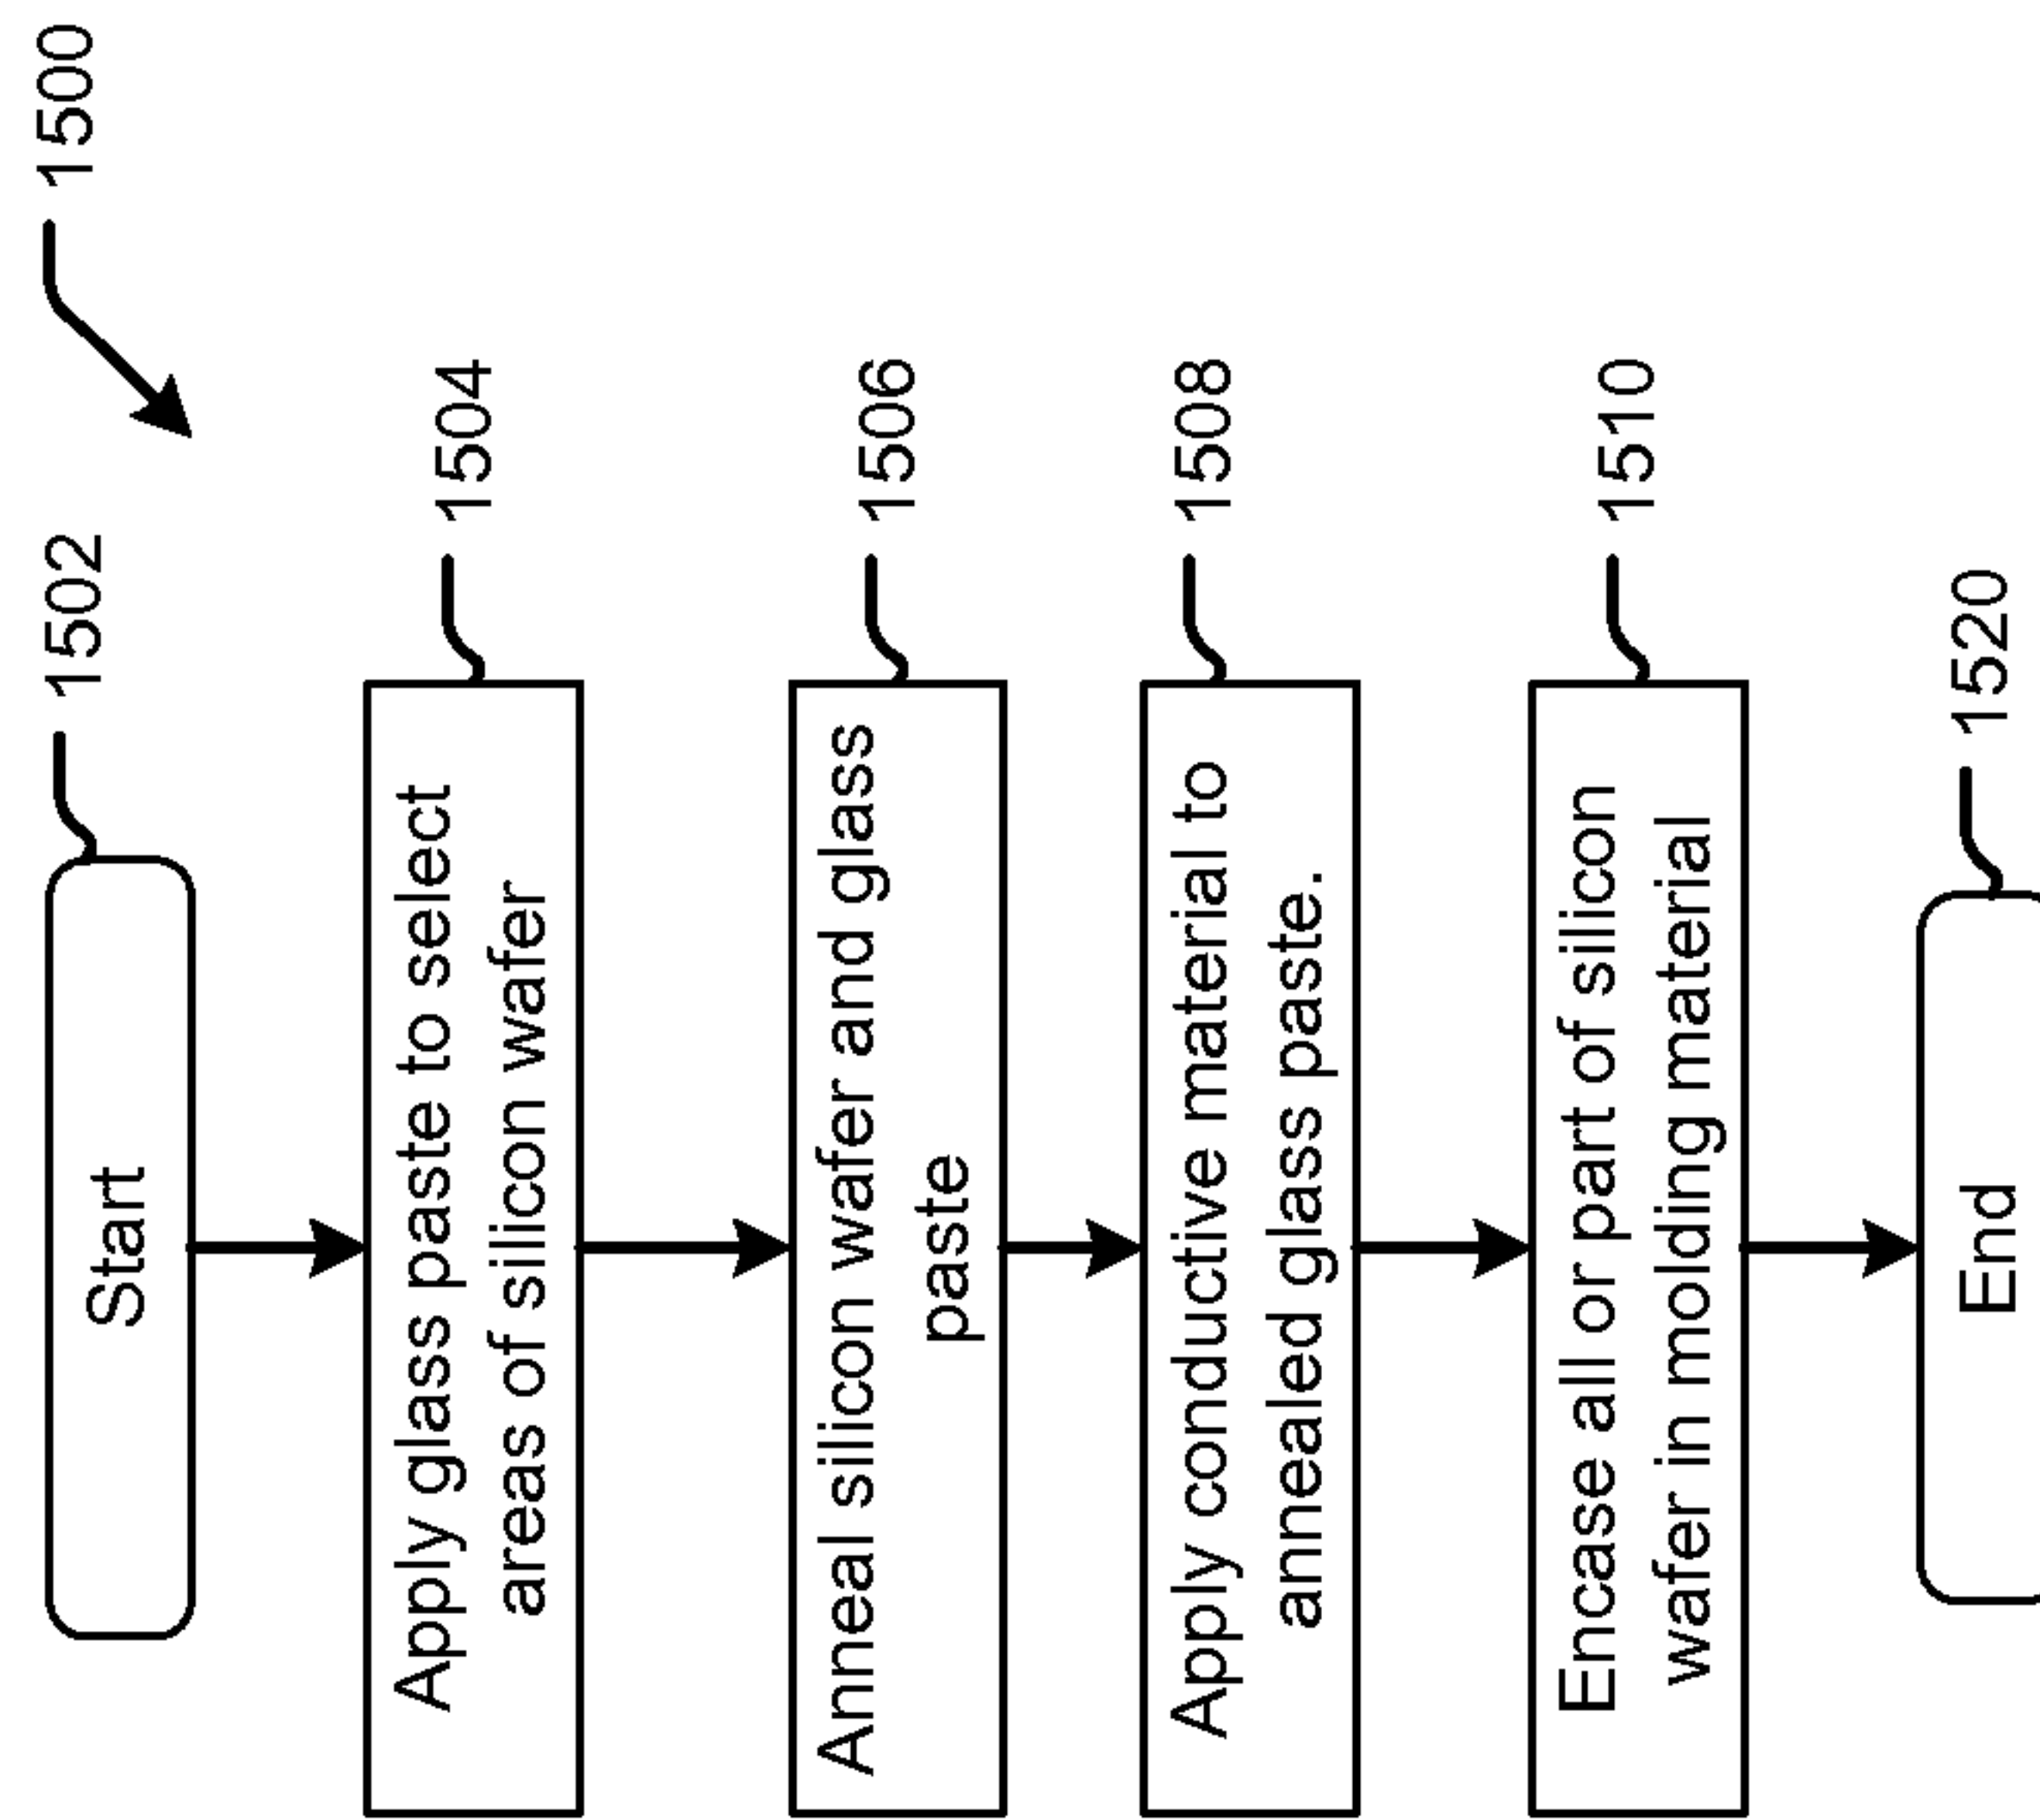 1500
1502
Start
1504
Apply glass paste to select
areas of silicon wafer
1506
Anneal silicon wafer and glass
paste
1508
Apply conductive material to
annealed glass paste.
1510
Encase all or part of silicon
wafer in molding material
1520
End